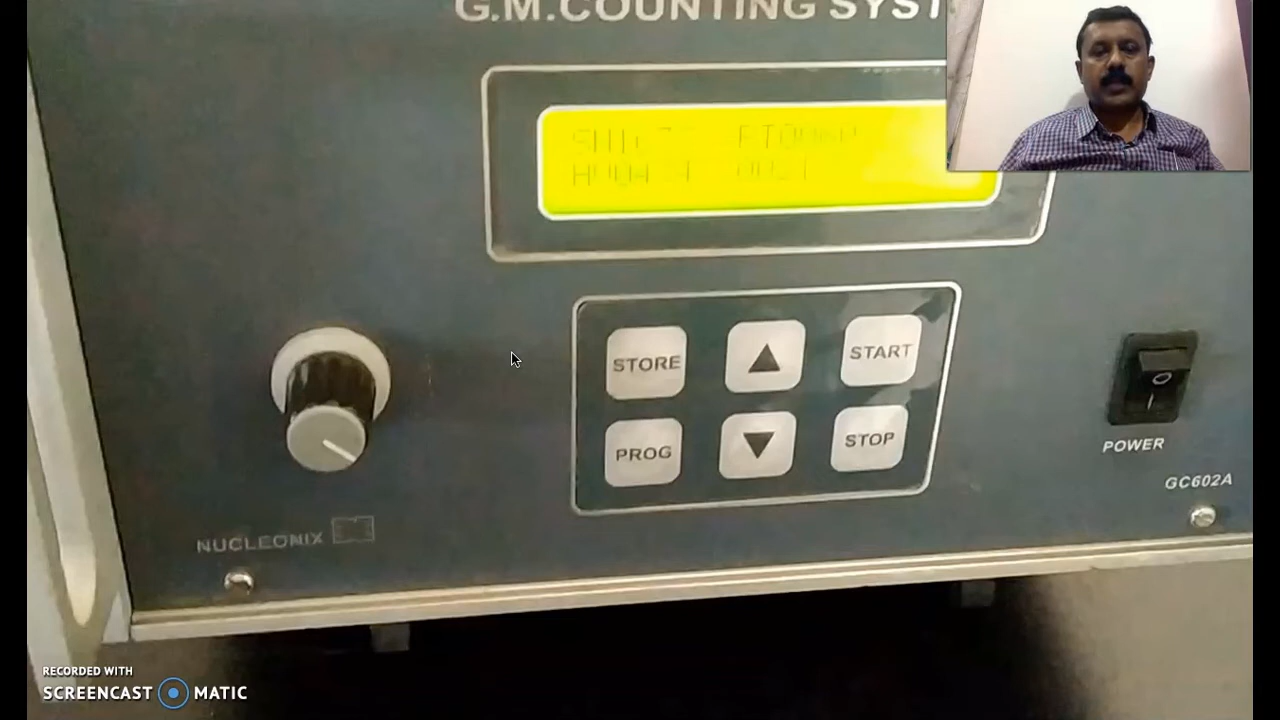 G.M.COUNTING SYST
STORE
START
PROG
STOP
POWER
GC602A
NUCLEONIX
RECORDED WITH
SCREENCAST MATIC